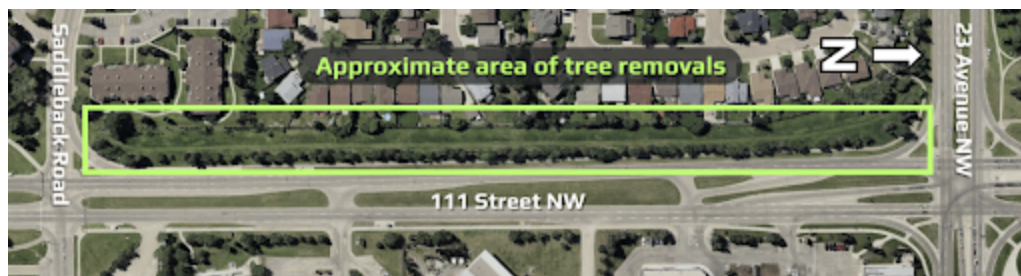 Saddleback Road
Approximate area of tree removals
N
23 Avenue NW
111 Street NW